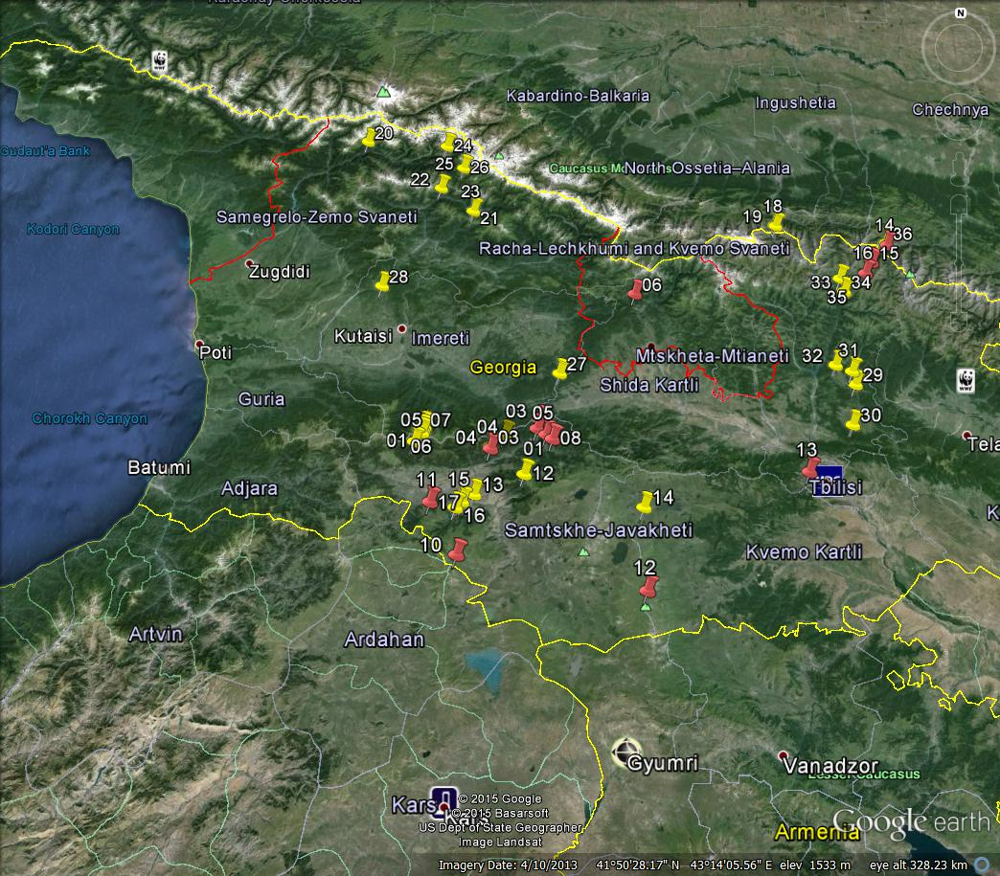 N
Kabardino-Balkaria
Ingushetia
Chechnya
20
24
Gudaut'a Bank
25
26
Caucasus
North Ossetia–Alania
22
23
21
18
19
Kodori Canyon
Samegrelo-Zemo Svaneti
14
36
Racha-Lechkhumi and Kvemo Svaneti
16
15
Zugdidi
28
06
33
34
35
Kutaisi
Imereti
Poti
Mtskheta-Mtianeti
32
31
Georgia
27
29
Shida Kartli
Guria
Chorokh Canyon
05
07
03
05
30
04
01
06
04
03
08
01
Tela
13
Batumi
12
11
15
13
Adjara
Tbilisi
17
16
14
Samtskhe-Javakheti
10
Kvemo Kartli
12
Artvin
Ardahan
Gyumri
Vanadzor
Lesser Caucasus
Kars
Kars
© 2015 Google
© 2015 Basarsoft
US Dept of State Geographer
Image Landsat
Armenia
Google earth
Imagery Date: 4/10/2013 41°50'28.17" N 43°14'05.56" E elev 1533 m eye alt 328.23 km